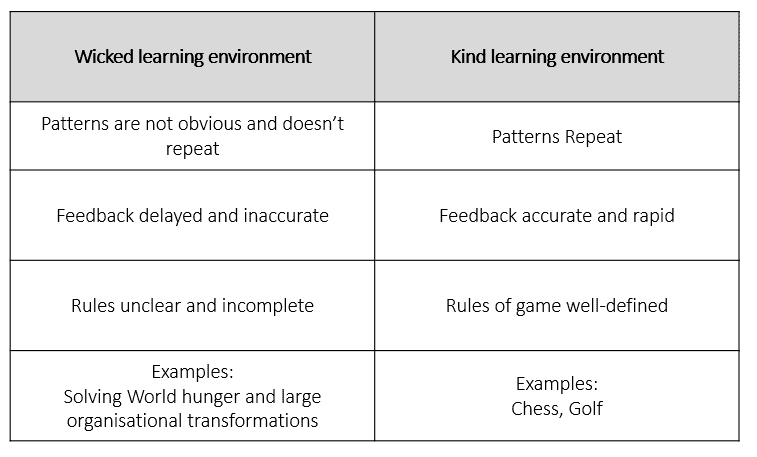 Wicked learning environment
Kind learning environment
Patterns are not obvious and doesn’t
repeat
Patterns Repeat
Feedback delayed and inaccurate
Feedback accurate and rapid
Rules unclear and incomplete
Rules of game well-defined
Examples:
Solving World hunger and large
organisational transformations
Examples:
Chess, Golf